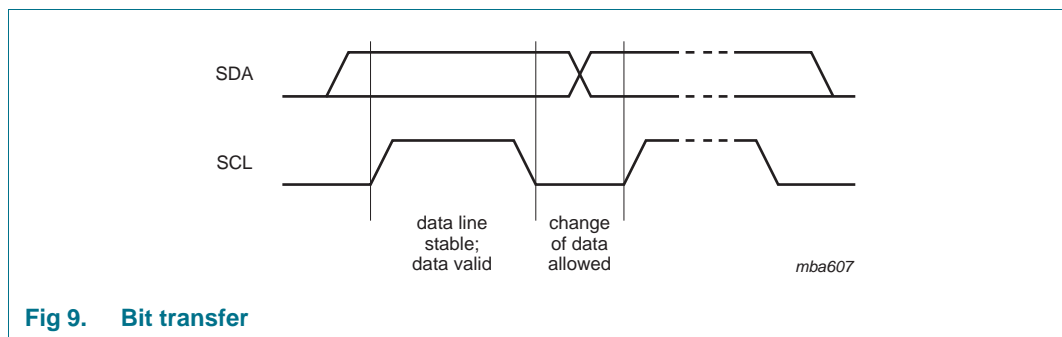 SDA
SCL
data line
stable;
data valid
change
of data
allowed
mba607
Fig 9. Bit transfer